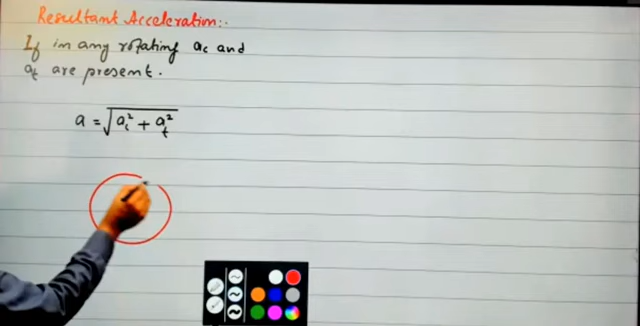 Resultant Acceleration:-
If in any rotating ac and
at are present.
a = √ac² + at²